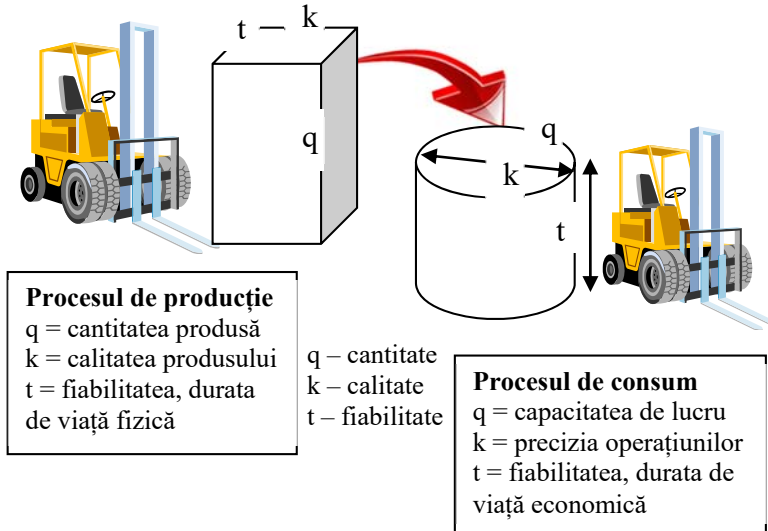 t
k
q
q
k
t
Procesul de producție
q = cantitatea produsă
k = calitatea produsului
t = fiabilitatea, durata
de viață fizică
q – cantitate
k – calitate
t – fiabilitate
Procesul de consum
q = capacitatea de lucru
k = precizia operațiunilor
t = fiabilitatea, durata de
viață economică